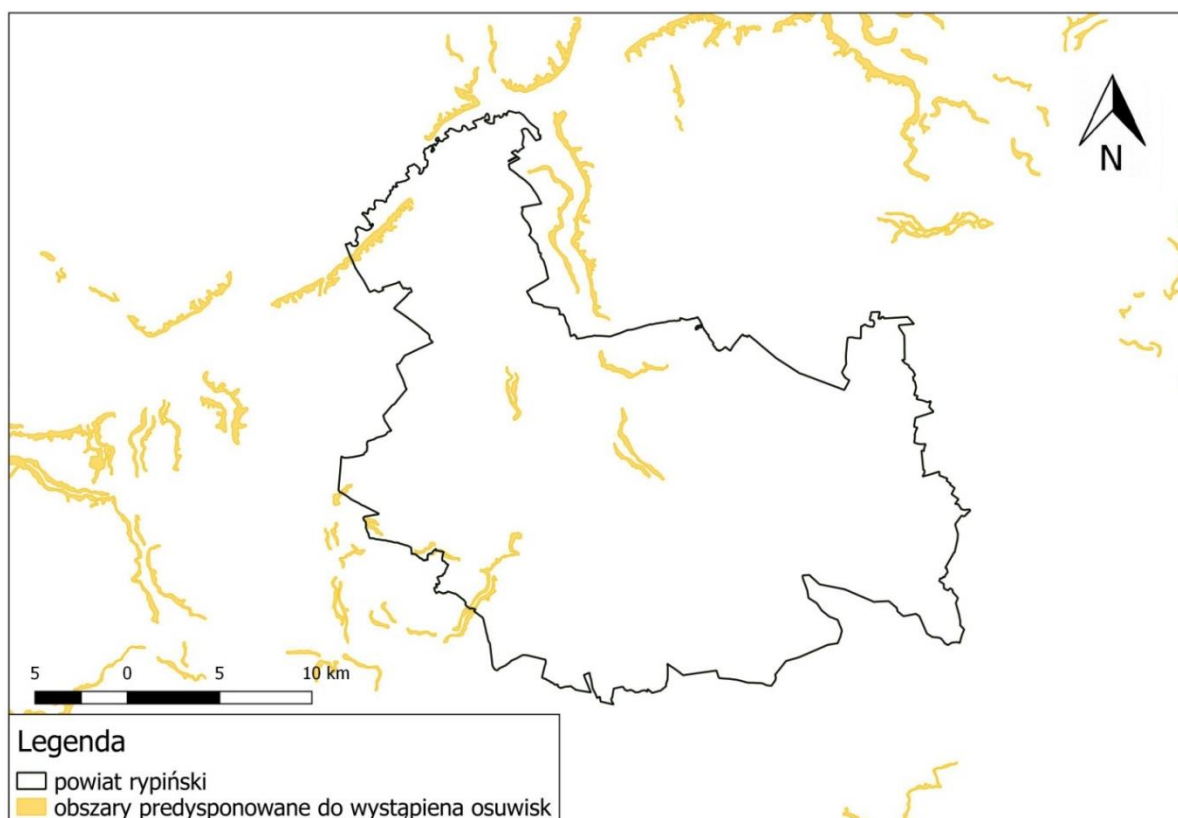 N
5 0 5 10 km
Legenda
powiat rypiński
obszary predysponowane do wystąpiena osuwisk